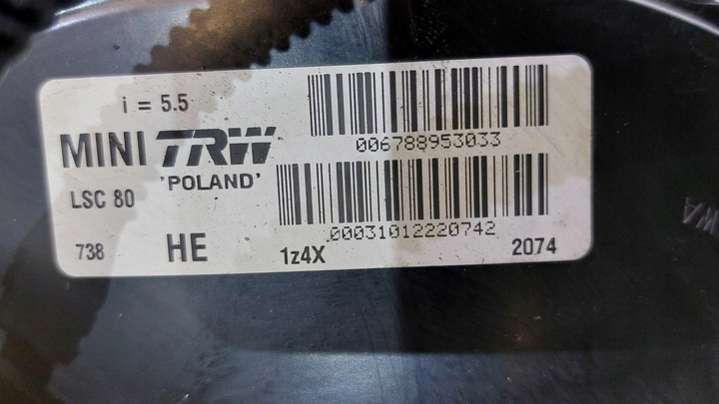 i = 5.5
006788953033
MINI TRW
'POLAND'
LSC 80
00031012220742
738 HE 1z4X 2074